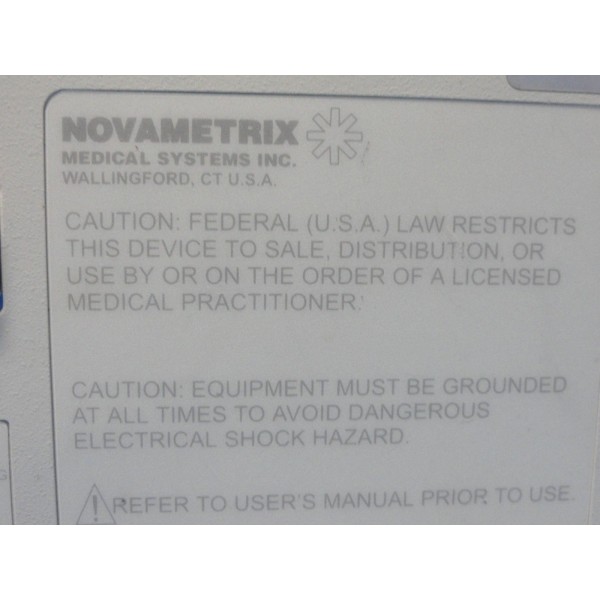 NOVAMETRIX
MEDICAL SYSTEMS INC.
WALLINGFORD, CT U.S.A.
CAUTION: FEDERAL (U.S.A.) LAW RESTRICTS
THIS DEVICE TO SALE, DISTRIBUTION, OR
USE BY OR ON THE ORDER OF A LICENSED
MEDICAL PRACTITIONER.
CAUTION: EQUIPMENT MUST BE GROUNDED
AT ALL TIMES TO AVOID DANGEROUS
ELECTRICAL SHOCK HAZARD.
REFER TO USER'S MANUAL PRIOR TO USE.